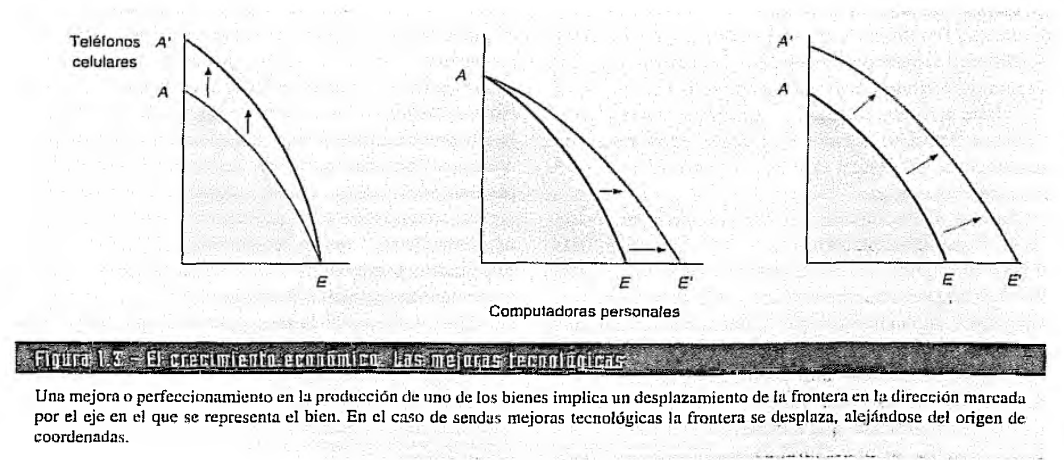 Teléfonos
celulares
A'
A
E
A
E
E'
A'
A
E
E'
Computadoras personales
Figura 1.3 – El crecimiento económico: Las mejoras tecnológicas
Una mejora o perfeccionamiento en la producción de uno de los bienes implica un desplazamiento de la frontera en la dirección marcada
por el eje en el que se representa el bien. En el caso de sendas mejoras tecnológicas la frontera se desplaza, alejándose del origen de
coordenadas.